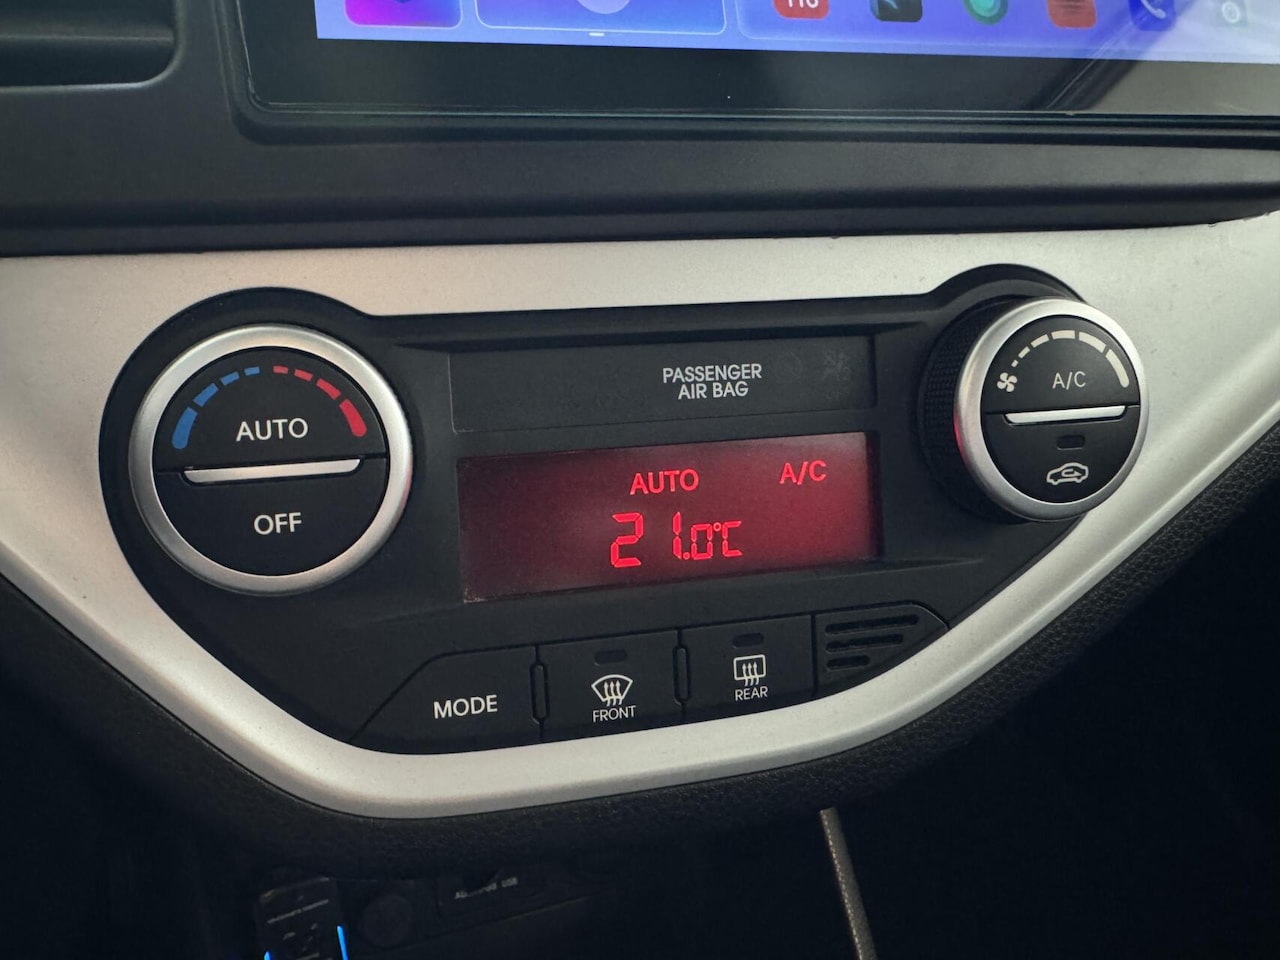 PASSENGER
AIR BAG
A/C
AUTO
OFF
AUTO A/C
21.0°C
MODE
FRONT
REAR